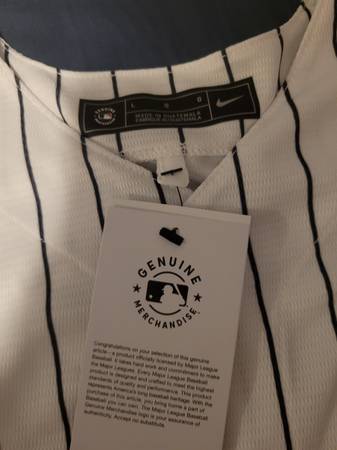 L
MADE IN GUATEMALA
FABRIQUÉ AU GUATEMALA
GENUINE
MERCHANDISE
Congratulations on your selection of this genuine
article – a product officially licensed by Major League
Baseball. It takes hard work and commitment to make
the Major Leagues. Every Major League Baseball
product is designed and crafted to meet the highest
standards of quality and performance. This product
represents America's long baseball heritage. With the
purchase of this article, you bring home a part of
Baseball you can own. The Major League Baseball
Genuine Merchandise logo is your assurance of
authenticity. Accept no substitute.